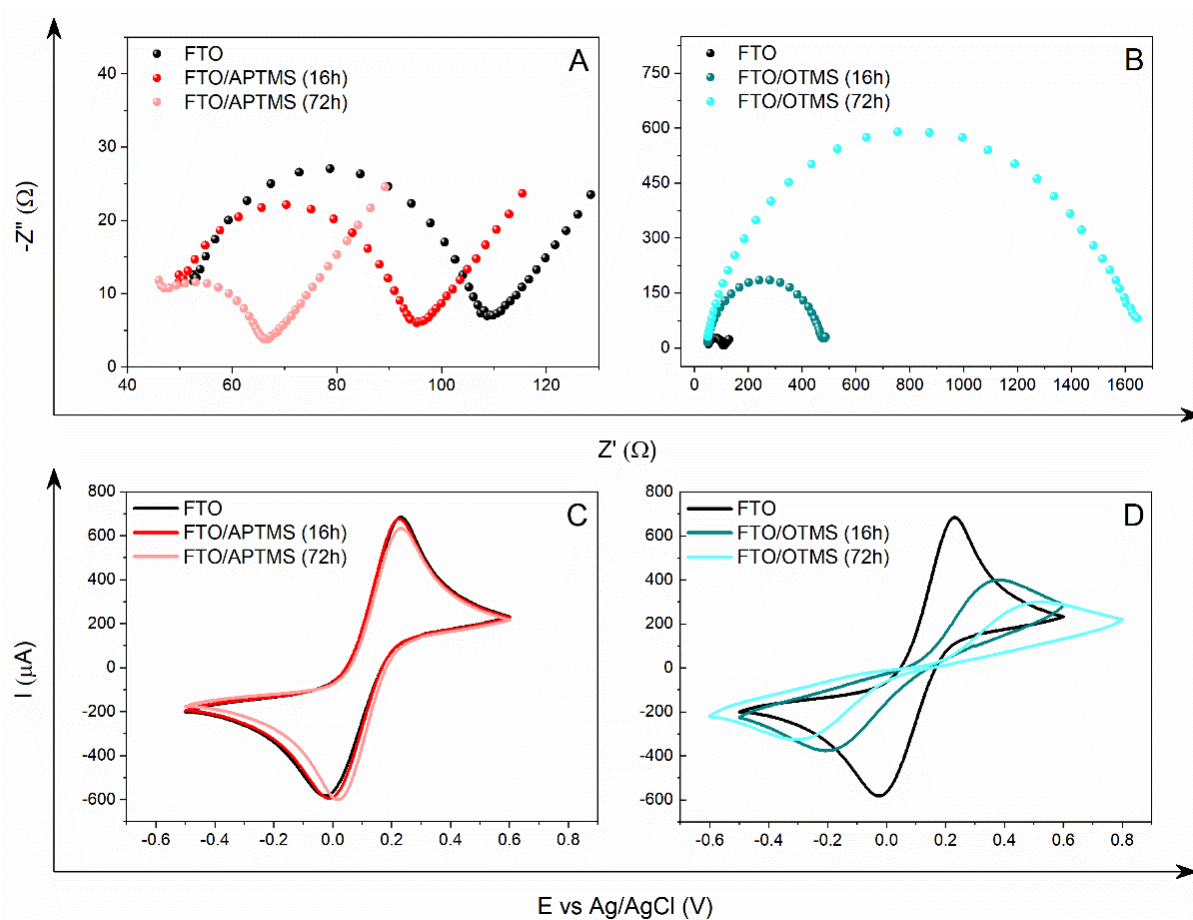 FTO
FTO/APTMS (16h)
FTO/APTMS (72h)
A
40
30
20
10
0
40
60
80
100
120
FTO
FTO/OTMS (16h)
FTO/OTMS (72h)
B
750
600
450
300
150
0
0
200
400
600
800
1000
1200
1400
1600
-Z" (Ω)
Z' (Ω)
FTO
FTO/APTMS (16h)
FTO/APTMS (72h)
C
800
600
400
200
0
-200
-400
-600
-0.6
-0.4
-0.2
0.0
0.2
0.4
0.6
0.8
FTO
FTO/OTMS (16h)
FTO/OTMS (72h)
D
800
600
400
200
0
-200
-400
-600
-0.6
-0.4
-0.2
0.0
0.2
0.4
0.6
0.8
I (μA)
E vs Ag/AgCl (V)